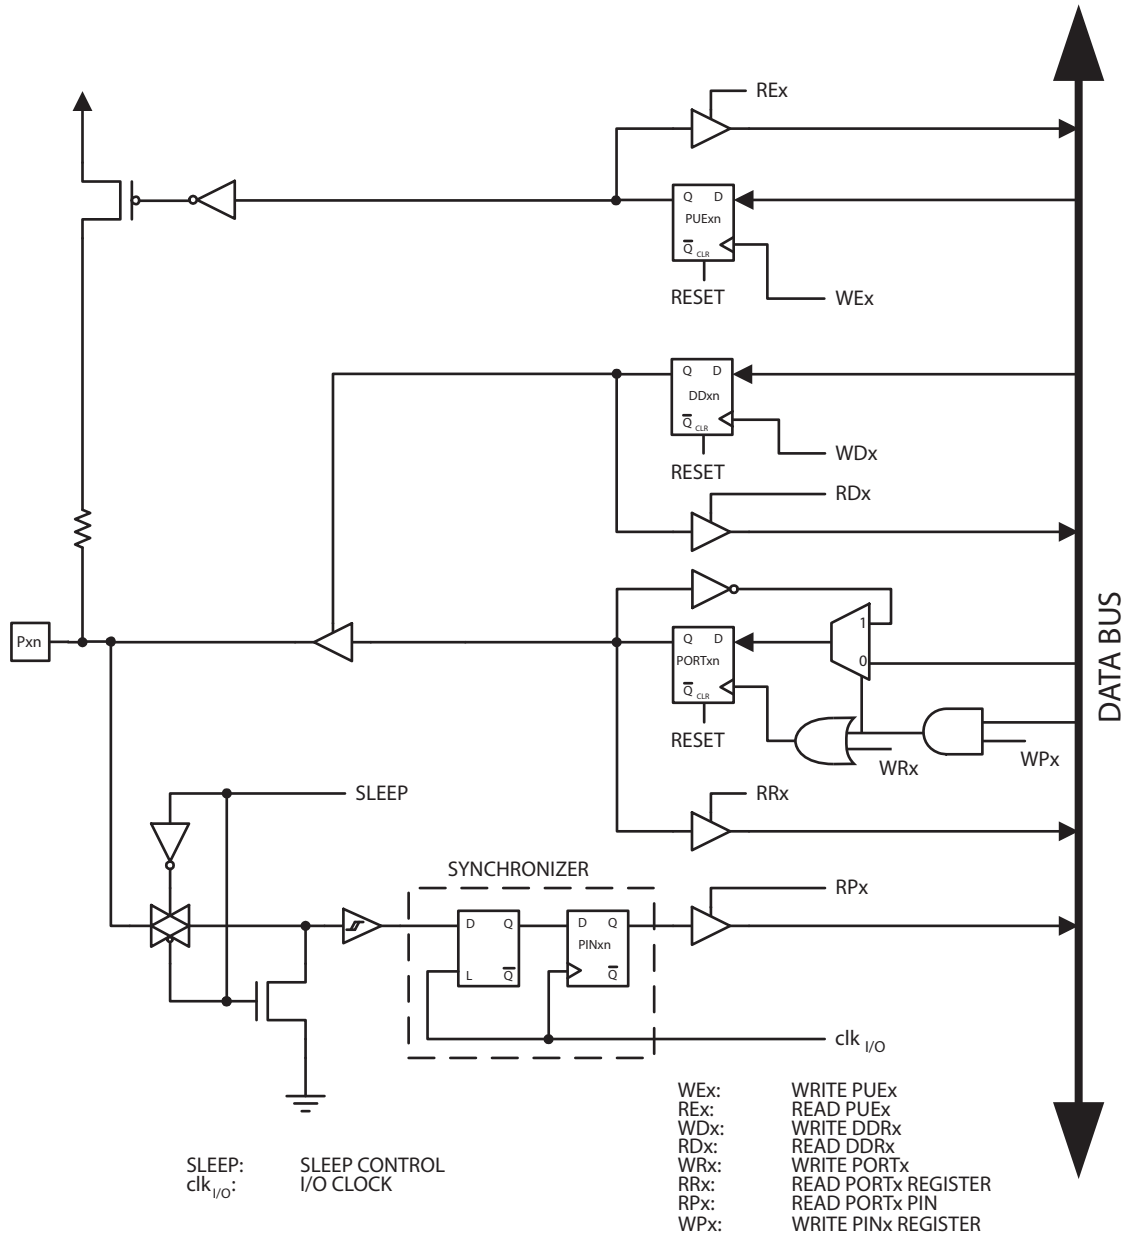 REx
Q D
PUExn
Q CLR
RESET
WEx
Q D
DDxn
Q CLR
RESET
WDx
RDx
Pxn
Q D
PORTxn
Q CLR
RESET
1
0
WRx
WPx
DATA BUS
SLEEP
RRx
SYNCHRONIZER
RPx
D Q
L Q
D Q
PINxn
Q
clk I/O
WEx: WRITE PUEx
REx: READ PUEx
WDx: WRITE DDRx
RDx: READ DDRx
WRx: WRITE PORTx
RRx: READ PORTx REGISTER
RPx: READ PORTx PIN
WPx: WRITE PINx REGISTER
SLEEP: SLEEP CONTROL
clk I/O: I/O CLOCK